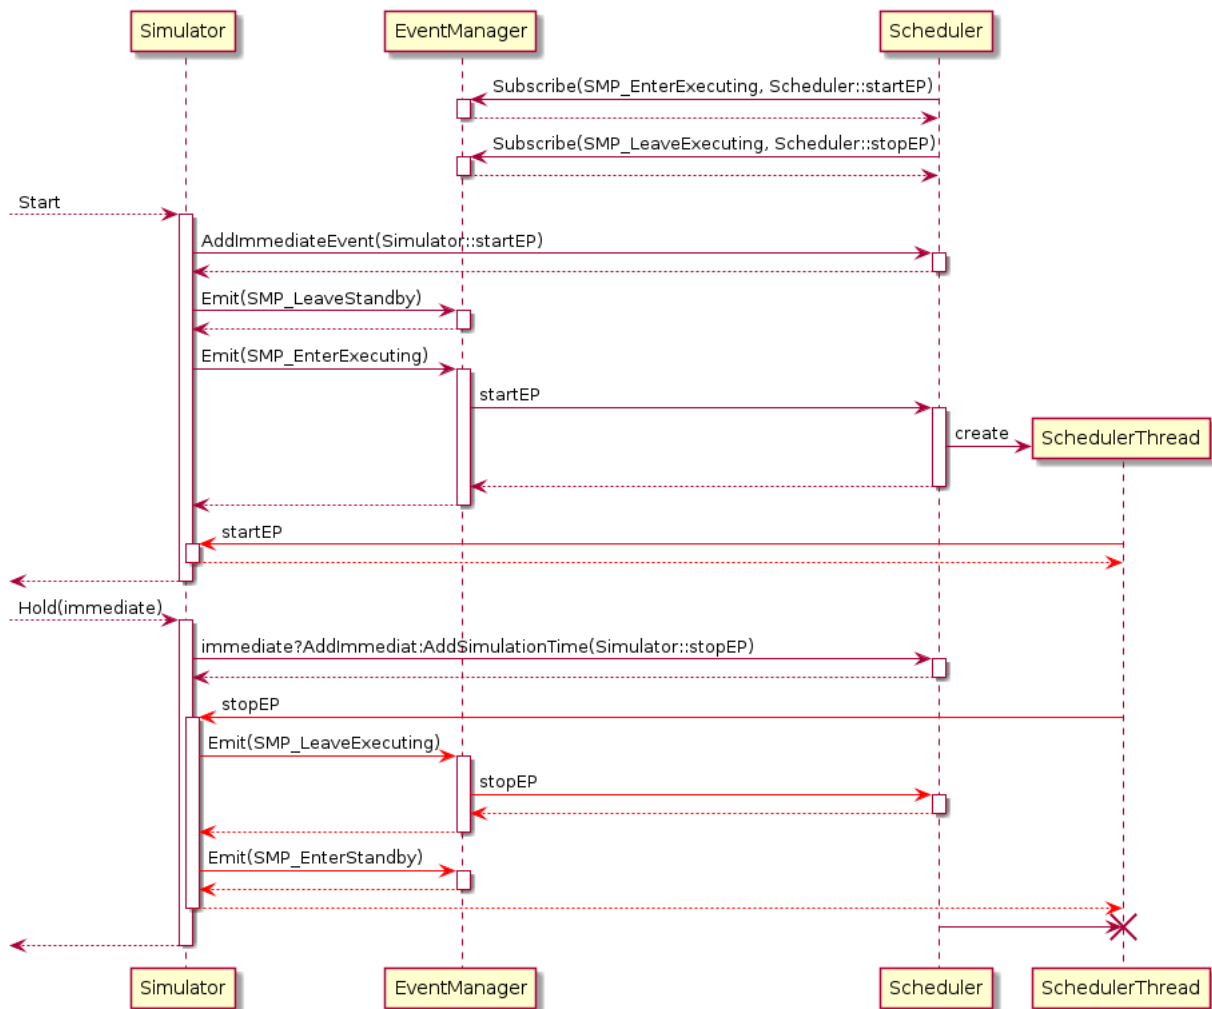 Simulator
EventManager
Scheduler
Subscribe(SMP_EnterExecuting, Scheduler::startEP)
Subscribe(SMP_LeaveExecuting, Scheduler::stopEP)
Start
AddImmediateEvent(Simulator::startEP)
Emit(SMP_LeaveStandby)
Emit(SMP_EnterExecuting)
startEP
create
SchedulerThread
startEP
Hold(immediate)
immediate?AddImmediat:AddSimulationTime(Simulator::stopEP)
stopEP
Emit(SMP_LeaveExecuting)
stopEP
Emit(SMP_EnterStandby)
Simulator
EventManager
Scheduler
SchedulerThread